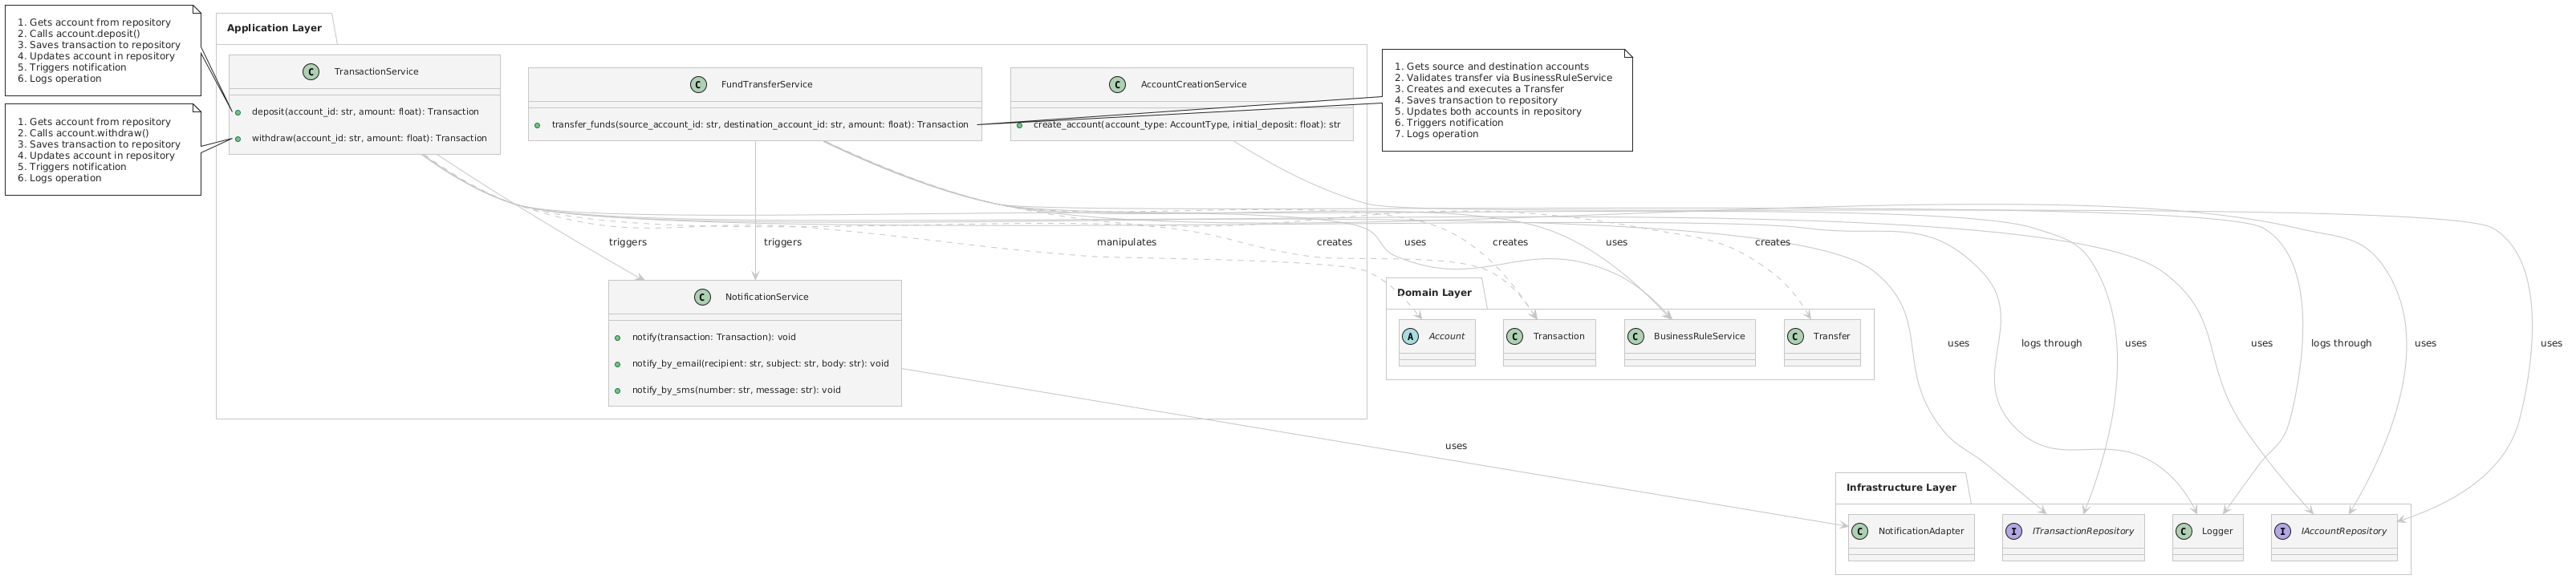 1. Gets account from repository
2. Calls account.deposit()
3. Saves transaction to repository
4. Updates account in repository
5. Triggers notification
6. Logs operation
1. Gets account from repository
2. Calls account.withdraw()
3. Saves transaction to repository
4. Updates account in repository
5. Triggers notification
6. Logs operation
Application Layer
C TransactionService
deposit(account_id: str, amount: float): Transaction
withdraw(account_id: str, amount: float): Transaction
C FundTransferService
transfer_funds(source_account_id: str, destination_account_id: str, amount: float): Transaction
C AccountCreationService
create_account(account_type: AccountType, initial_deposit: float): str
1. Gets source and destination accounts
2. Validates transfer via BusinessRuleService
3. Creates and executes a Transfer
4. Saves transaction to repository
5. Updates both accounts in repository
6. Triggers notification
7. Logs operation
triggers
triggers
manipulates
creates
uses
creates
uses
creates
C NotificationService
notify(transaction: Transaction): void
notify_by_email(recipient: str, subject: str, body: str): void
notify_by_sms(number: str, message: str): void
Domain Layer
A Account
C Transaction
C BusinessRuleService
C Transfer
uses
logs through
uses
uses
logs through
uses
uses
uses
Infrastructure Layer
C NotificationAdapter
I ITransactionRepository
C Logger
I IAccountRepository